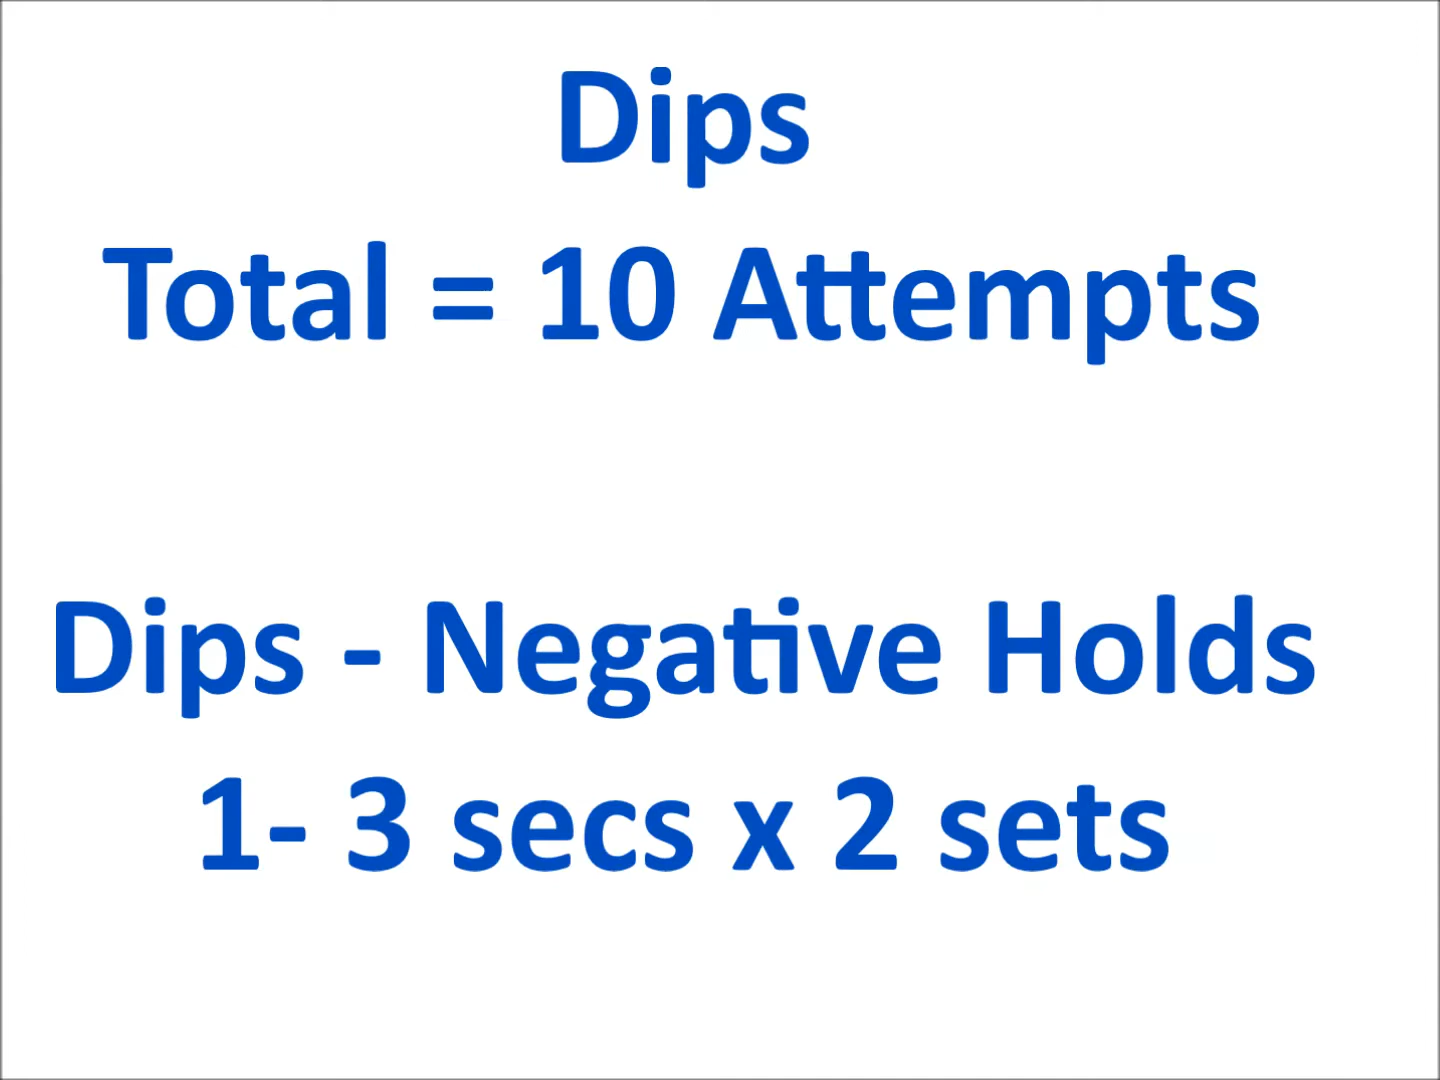 Dips
Total = 10 Attempts
Dips - Negative Holds
1- 3 secs x 2 sets